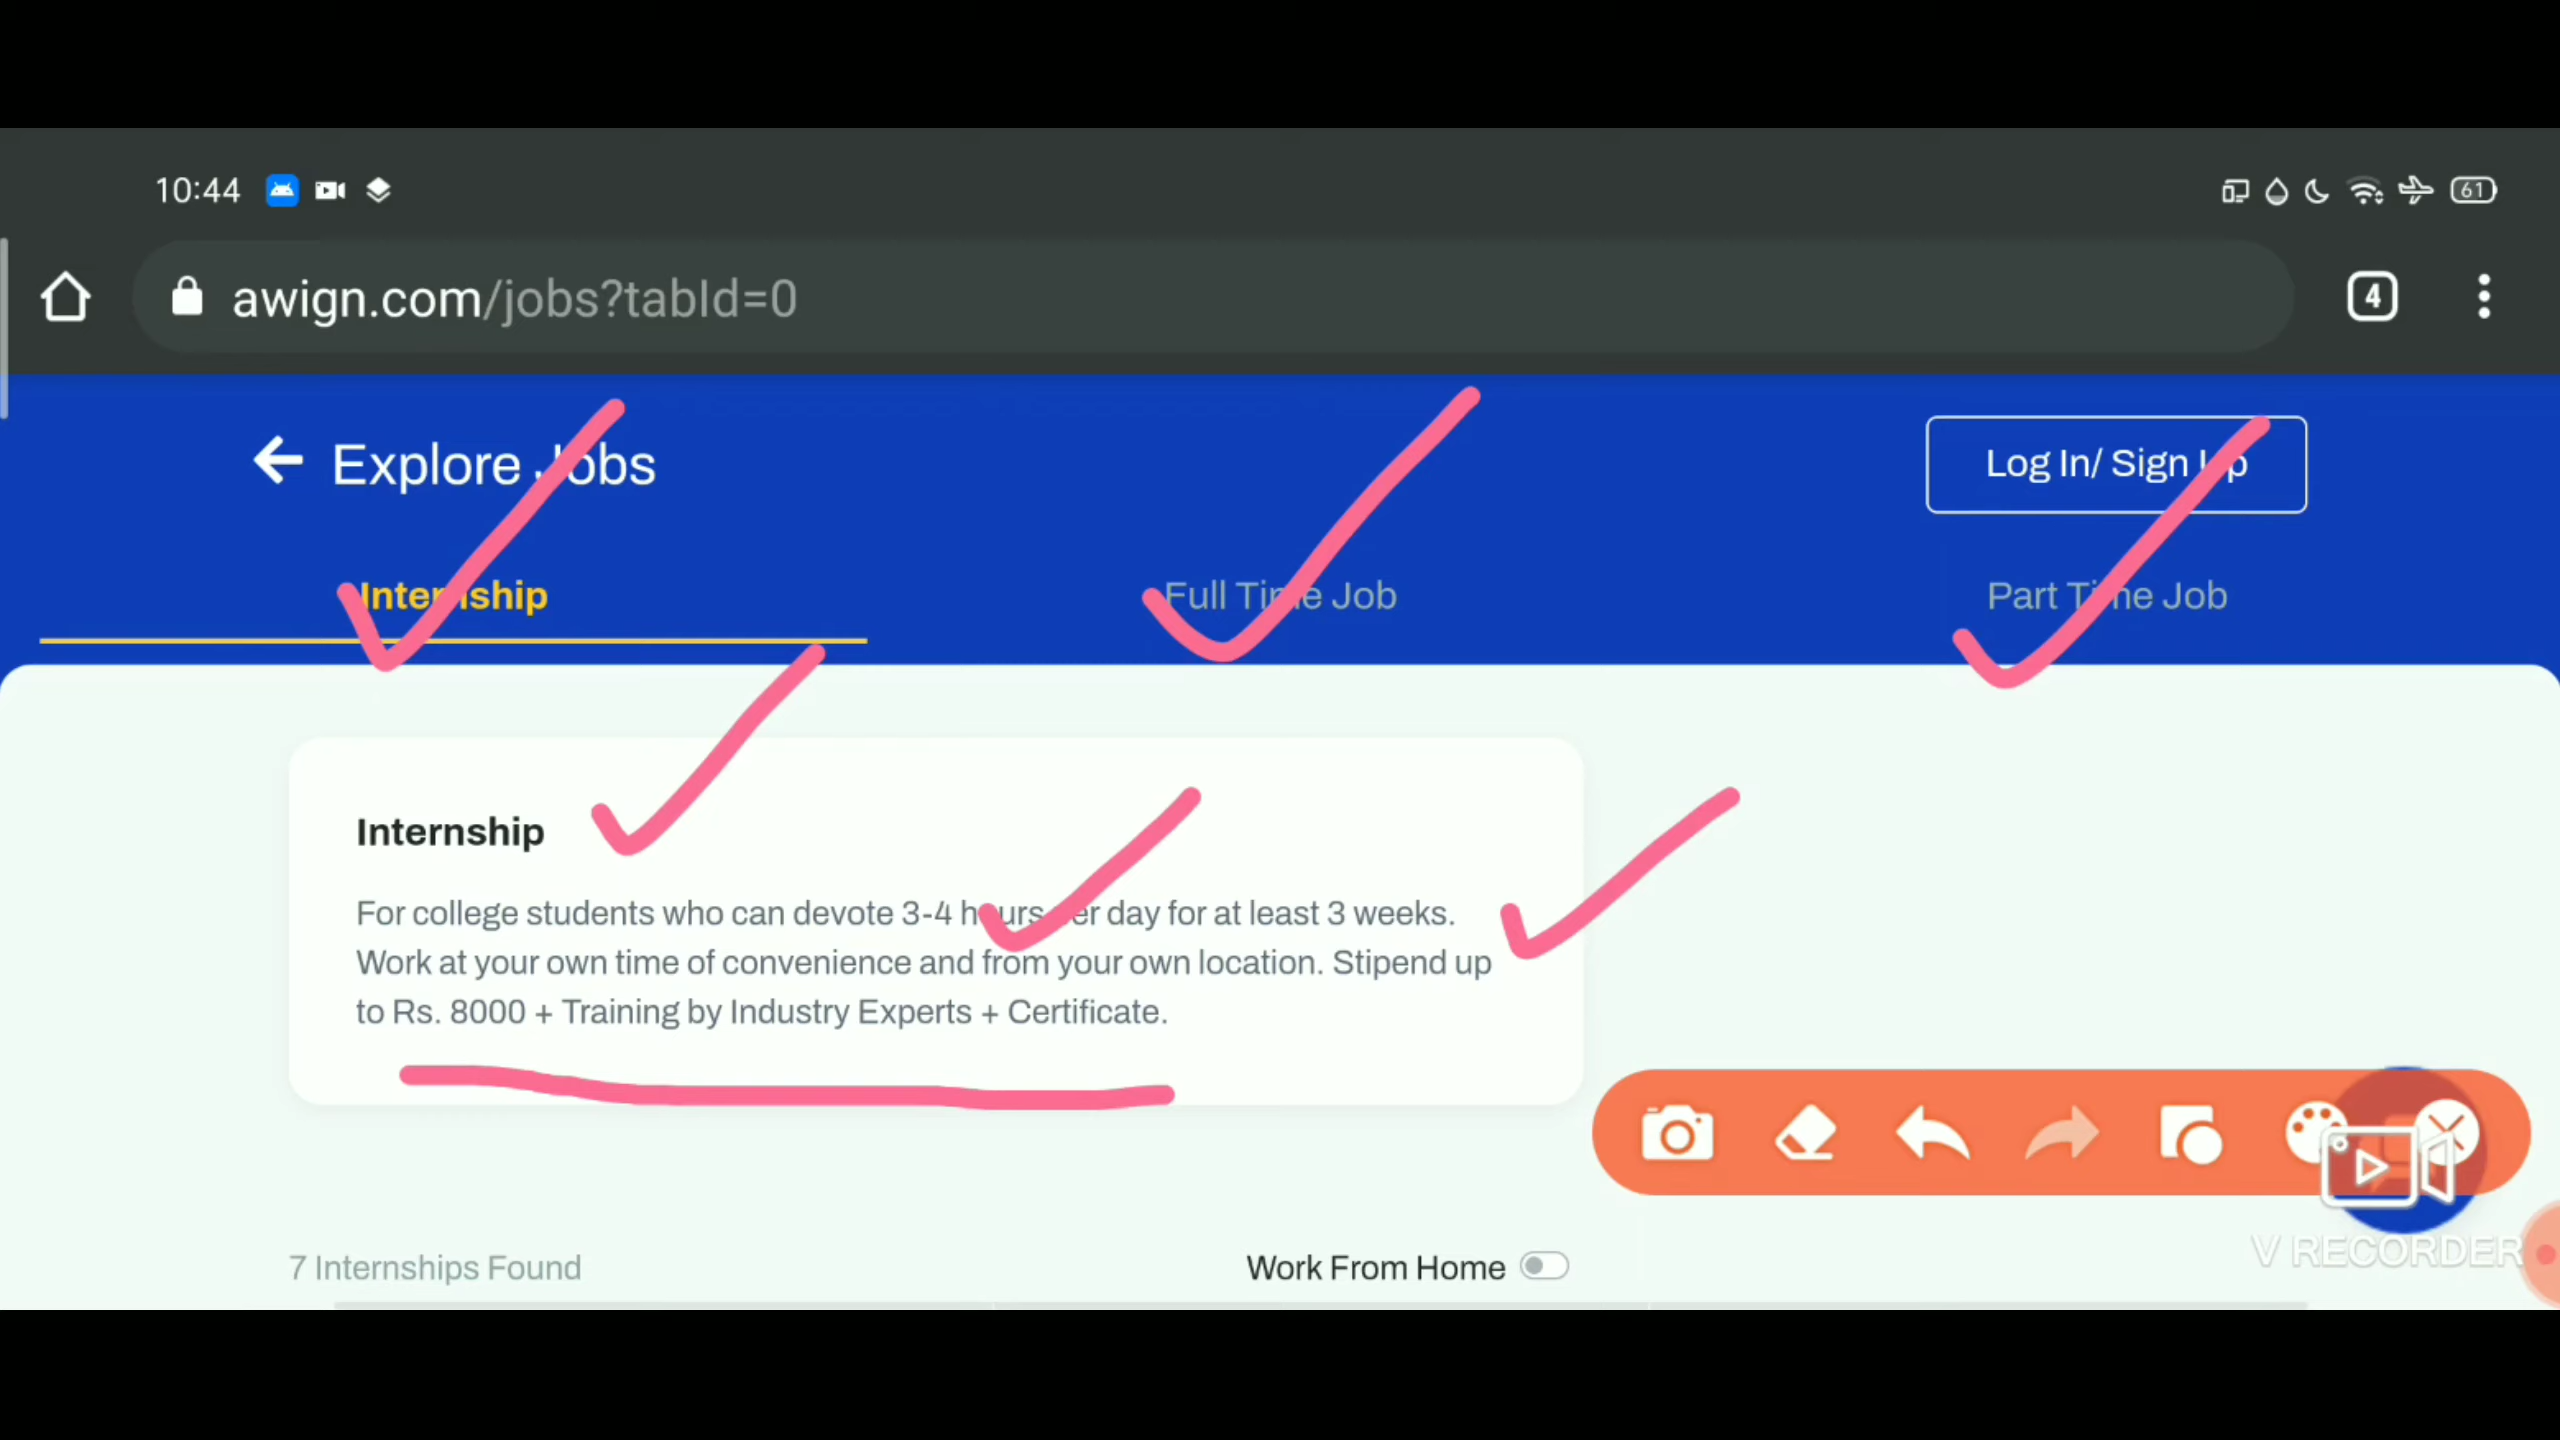 10:44
61
awign.com/jobs?tabId=0
4
Explore Jobs
Log In/ Sign Up
Internship
Full Time Job
Part Time Job
Internship
For college students who can devote 3-4 hours per day for at least 3 weeks.
Work at your own time of convenience and from your own location. Stipend up
to Rs. 8000 + Training by Industry Experts + Certificate.
7 Internships Found
Work From Home
V RECORDER